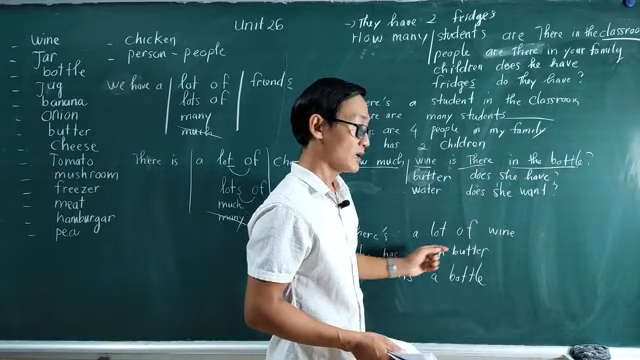 Unit 26
- wine
- Jar
bottle
- Jug
- banana
- onion
- butter
- cheese
- Tomato
- mushroom
- freezer
- meat
- hamburgar
- pea
- chicken
- person - people
we have a | lot of | friends
lots of
many
much
There is | a lot of
lots of
much
many
→ They have 2 fridges
How many | students are There in the classroom
people are there in your family
children does he have
fridges do they have?
a student in the classroom
are many students
are 4 people in my family
has 2 children
much | wine is There in the bottle?
butter does she have?
water does she want?
a lot of wine
butter
a bottle